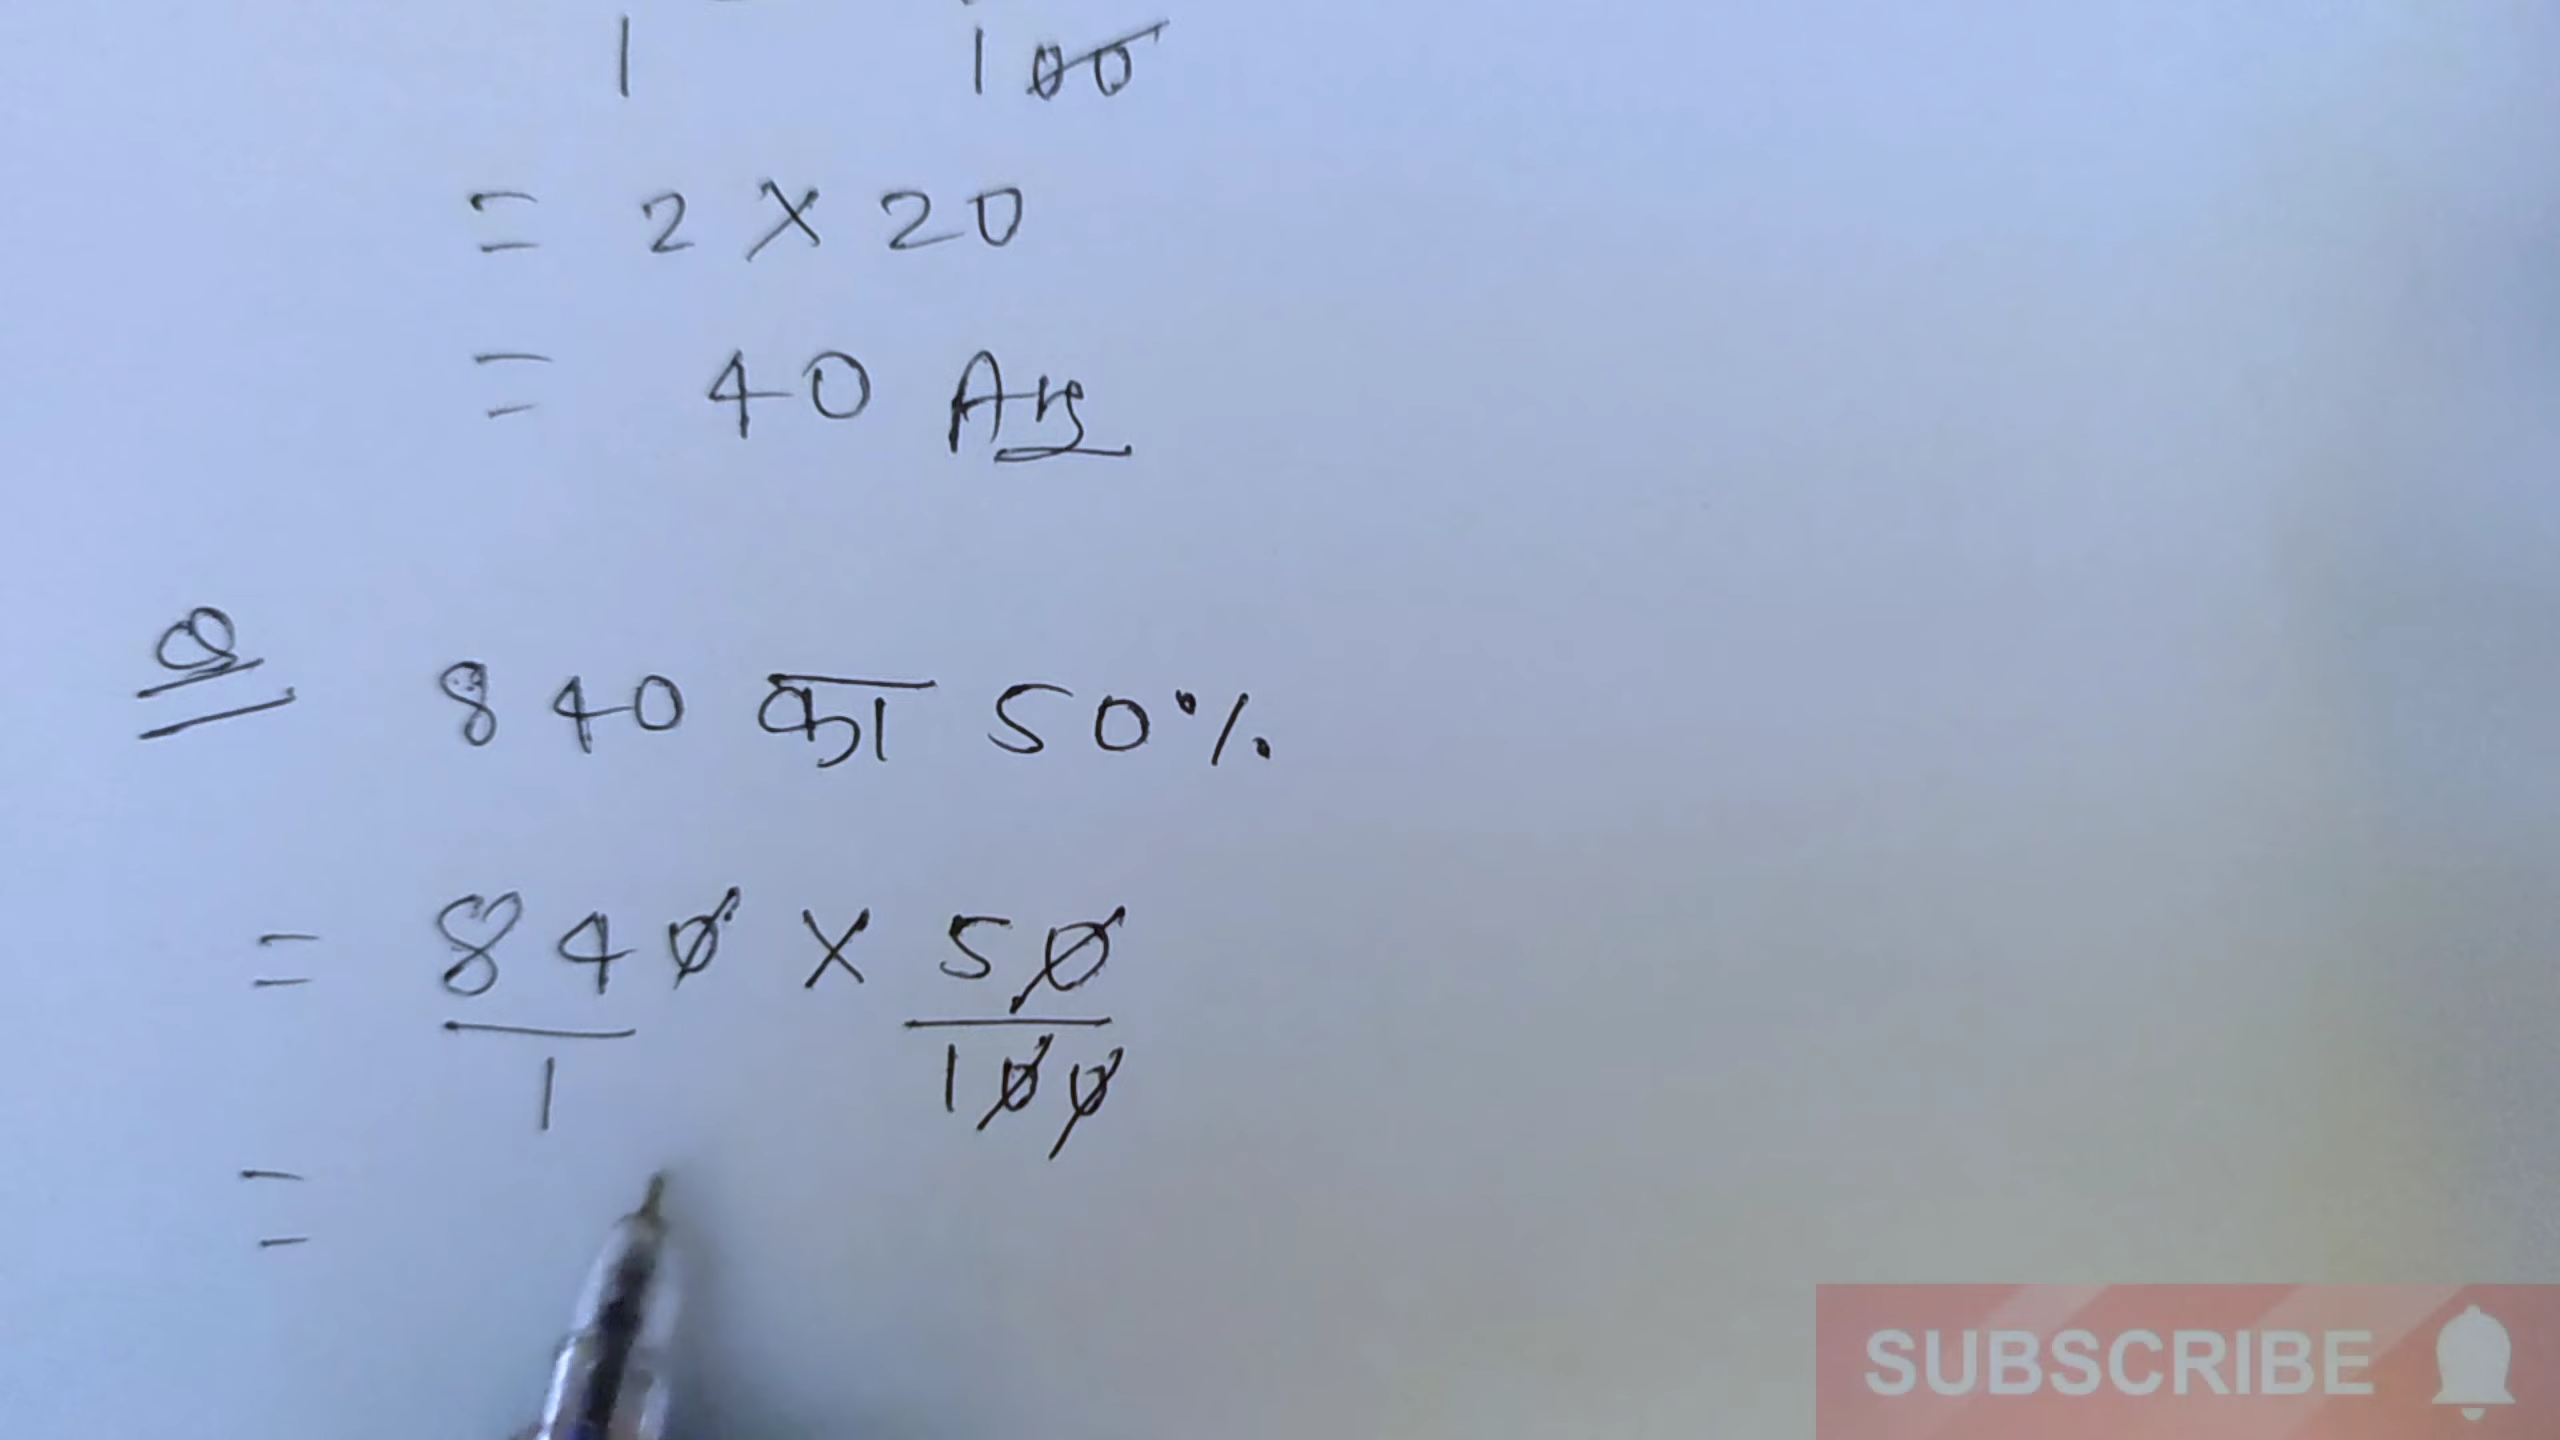 1 100
= 2 × 20
= 40 Ans
Q 840 का 50%
= 840 × 50
1 100
=
SUBSCRIBE